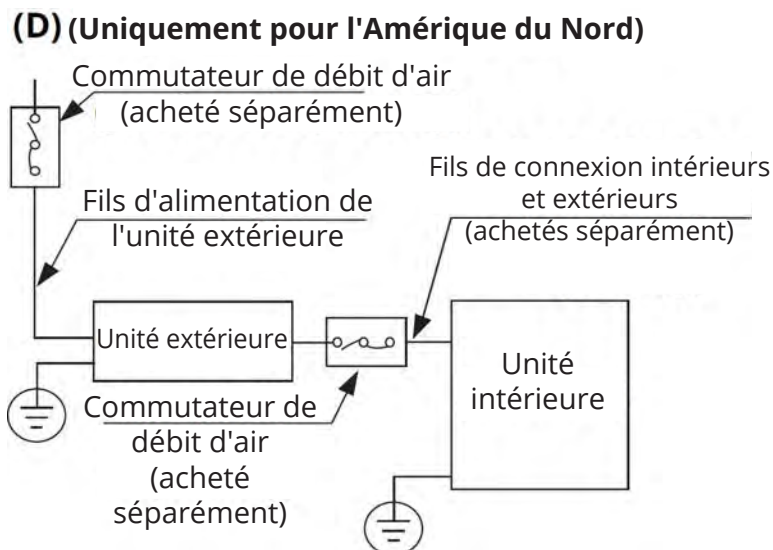 (D) (Uniquement pour l'Amérique du Nord)
Commutateur de débit d'air
(acheté séparément)
Fils de connexion intérieurs
et extérieurs
(achetés séparément)
Fils d'alimentation de
l'unité extérieure
Unité extérieure
Unité
intérieure
Commutateur de
débit d'air
(acheté
séparément)